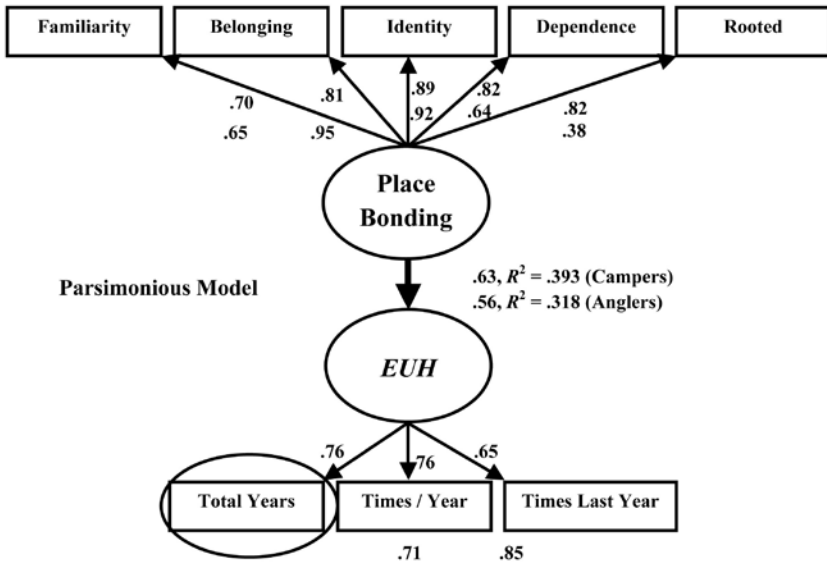 Familiarity Belonging Identity Dependence Rooted
.70 .81 .89 .82 .82
.65 .95 .92 .64 .38
Place
Bonding
.63, R² = .393 (Campers)
Parsimonious Model
.56, R² = .318 (Anglers)
EUH
.76 76 .65
Total Years Times / Year Times Last Year
.71 .85